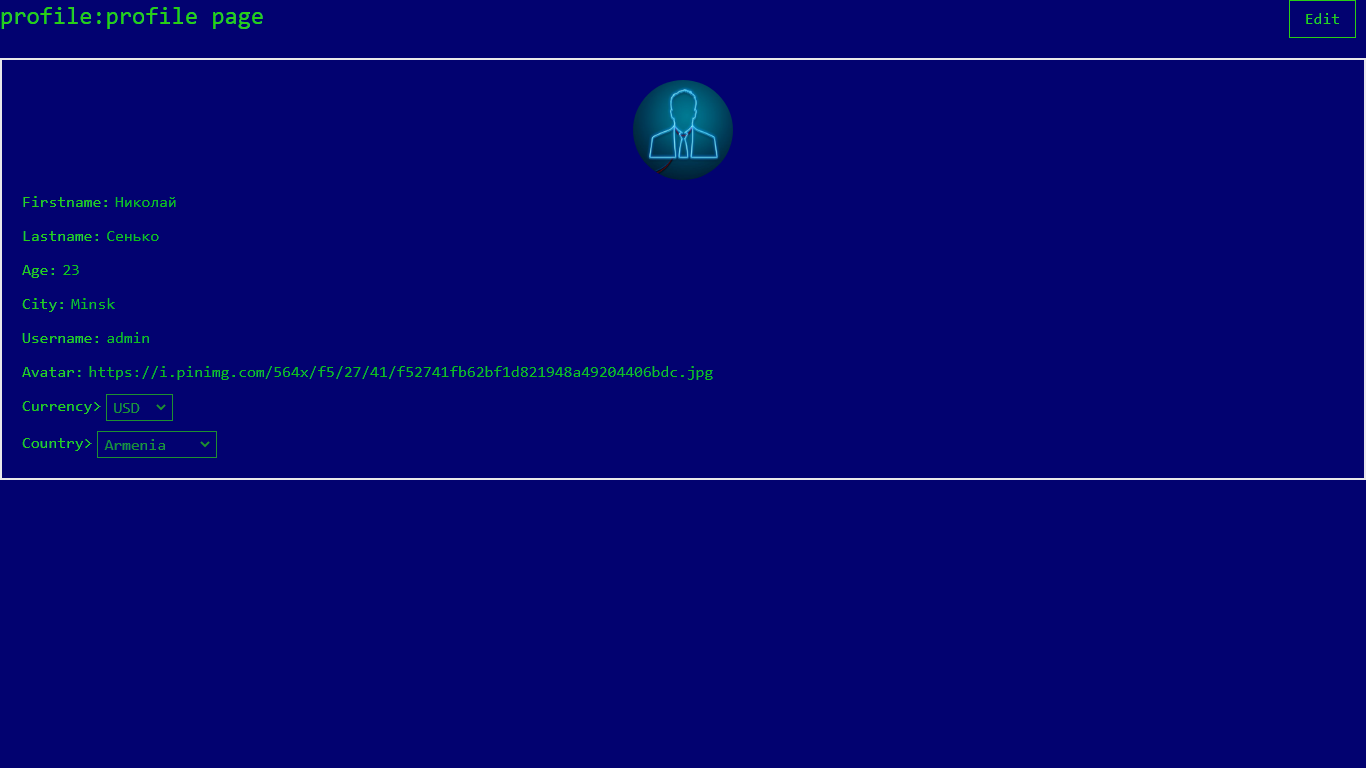 profile:profile page
Edit
Firstname: Николай
Lastname: Сенько
Age: 23
City: Minsk
Username: admin
Avatar: https://i.pinimg.com/564x/f5/27/41/f52741fb62bf1d821948a49204406bdc.jpg
Currency> USD
Country> Armenia